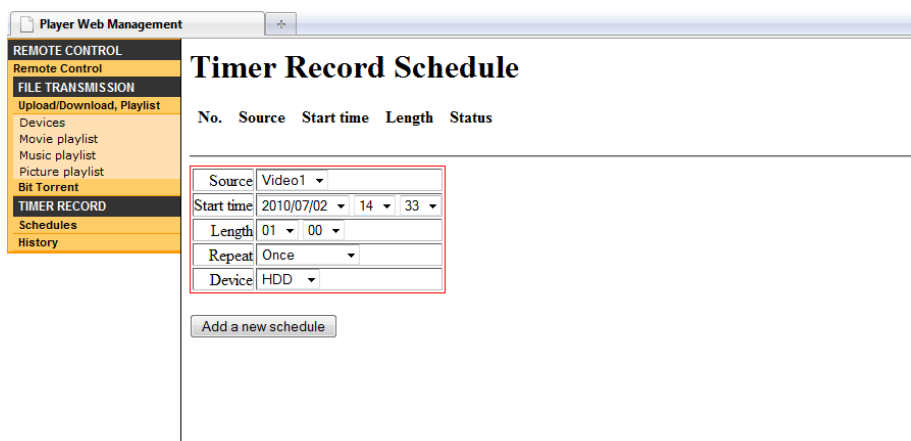 Player Web Management
REMOTE CONTROL
Remote Control
FILE TRANSMISSION
Upload/Download, Playlist
Devices
Movie playlist
Music playlist
Picture playlist
Bit Torrent
TIMER RECORD
Schedules
History
Timer Record Schedule
No. Source Start time Length Status
Source Video1
Start time 2010/07/02 14 33
Length 01 00
Repeat Once
Device HDD
Add a new schedule